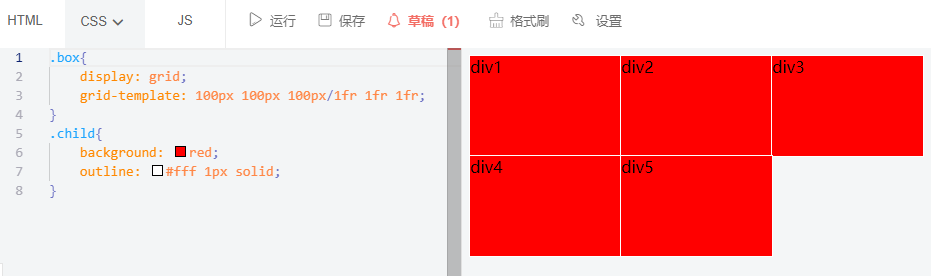 HTML CSS JS 运行 保存 草稿（1） 格式刷 设置
1 .box{
2 display: grid;
3 grid-template: 100px 100px 100px/1fr 1fr 1fr;
4 }
5 .child{
6 background: red;
7 outline: #fff 1px solid;
8 }
div1 div2 div3
div4 div5